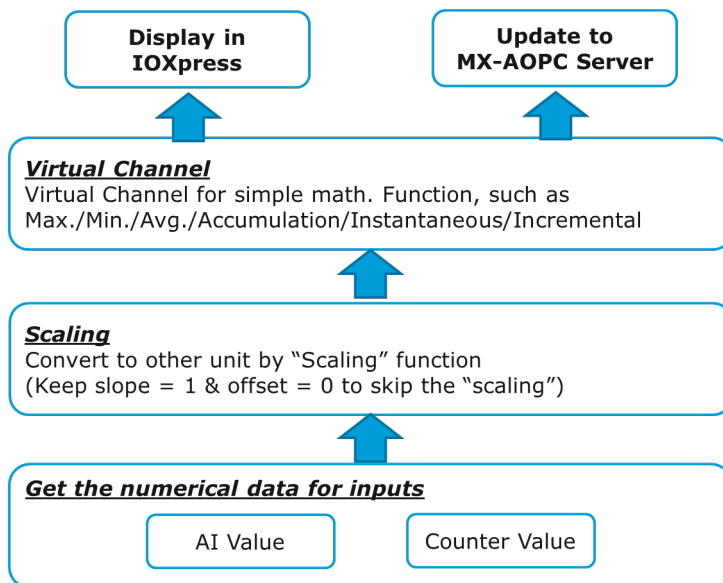 Display in
IOXpress
Update to
MX-AOPC Server
Virtual Channel
Virtual Channel for simple math. Function, such as
Max./Min./Avg./Accumulation/Instantaneous/Incremental
Scaling
Convert to other unit by “Scaling” function
(Keep slope = 1 & offset = 0 to skip the “scaling”)
Get the numerical data for inputs
AI Value
Counter Value